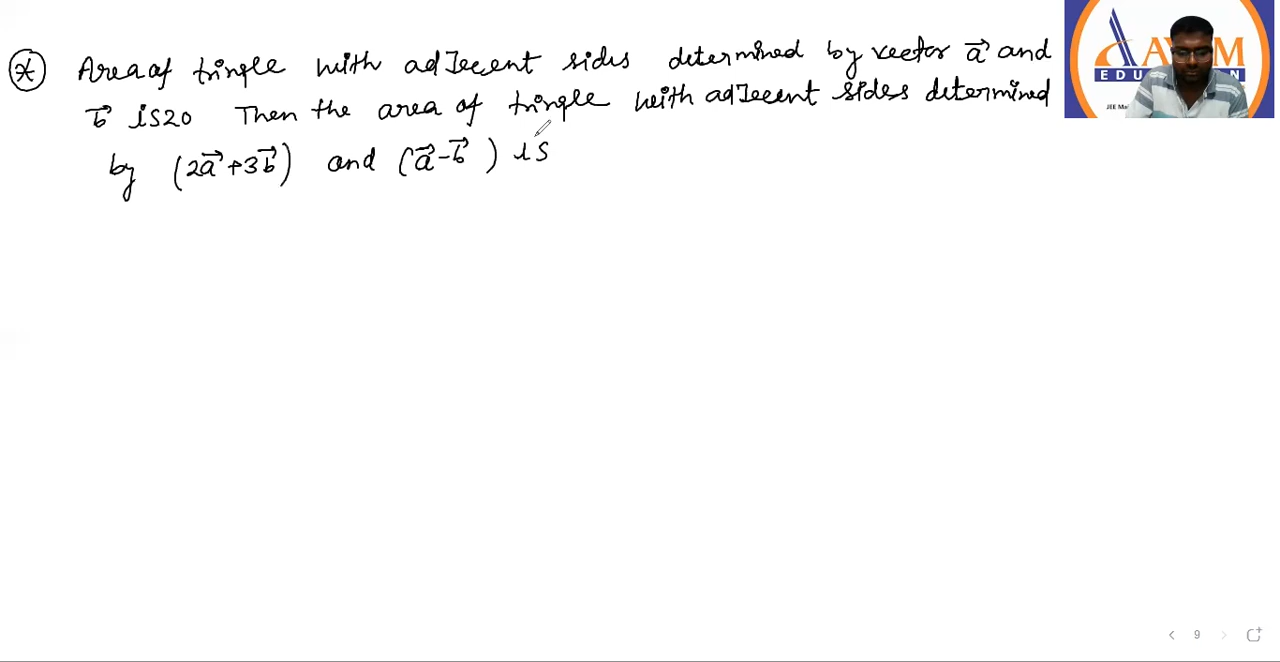 Area of tringle with adjecent sides determined by vector a⃗ and
b⃗ is 20 Then the area of tringle with adjecent sides determined
by (2a⃗+3b⃗) and (a⃗-b⃗) is
EDU
JEE
9